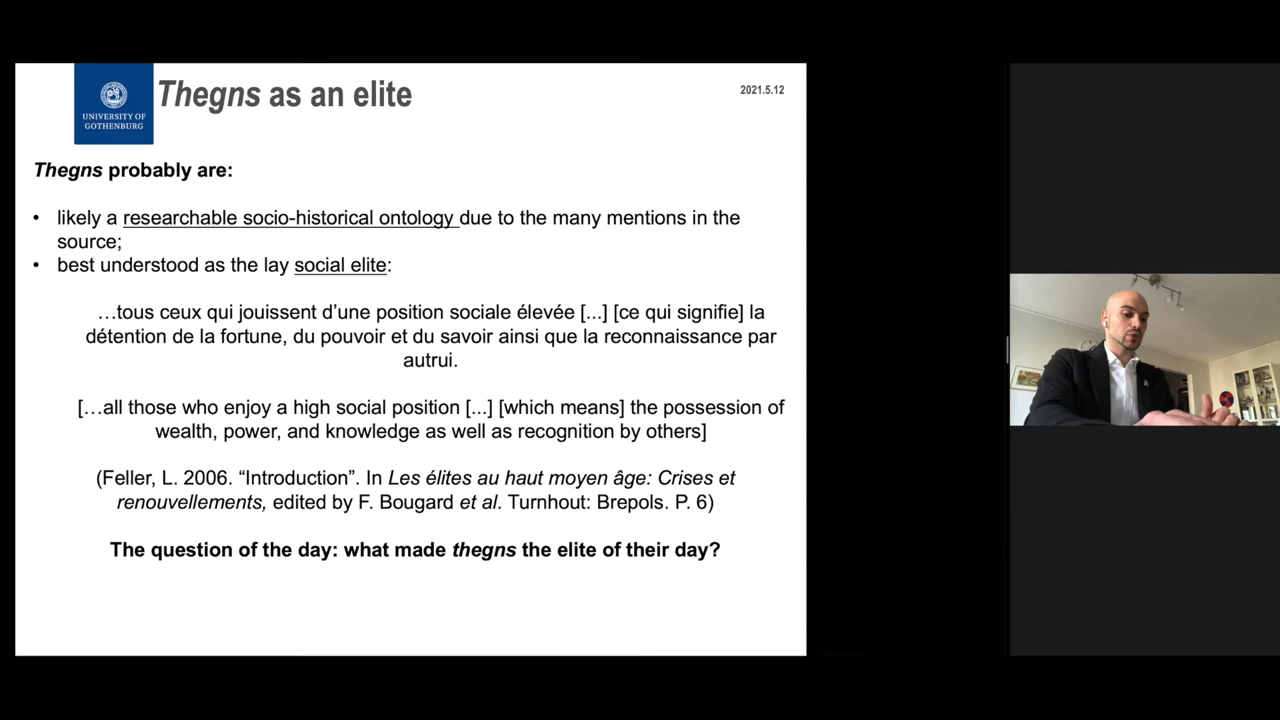 Thegns as an elite
2021.5.12
UNIVERSITY OF
GOTHENBURG
Thegns probably are:
• likely a researchable socio-historical ontology due to the many mentions in the
source;
• best understood as the lay social elite:
…tous ceux qui jouissent d’une position sociale élevée [...] [ce qui signifie] la
détention de la fortune, du pouvoir et du savoir ainsi que la reconnaissance par
autrui.
[…all those who enjoy a high social position [...] [which means] the possession of
wealth, power, and knowledge as well as recognition by others]
(Feller, L. 2006. “Introduction”. In Les élites au haut moyen âge: Crises et
renouvellements, edited by F. Bougard et al. Turnhout: Brepols. P. 6)
The question of the day: what made thegns the elite of their day?